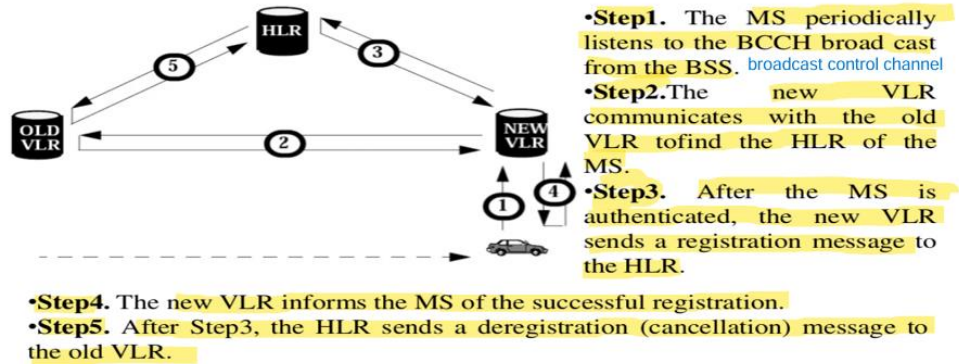 HLR
5
3
OLD
VLR
2
NEW
VLR
1
4
•Step1. The MS periodically
listens to the BCCH broad cast
from the BSS. broadcast control channel
•Step2.The new VLR
communicates with the old
VLR tofind the HLR of the
MS.
•Step3. After the MS is
authenticated, the new VLR
sends a registration message to
the HLR.
•Step4. The new VLR informs the MS of the successful registration.
•Step5. After Step3, the HLR sends a deregistration (cancellation) message to
the old VLR.